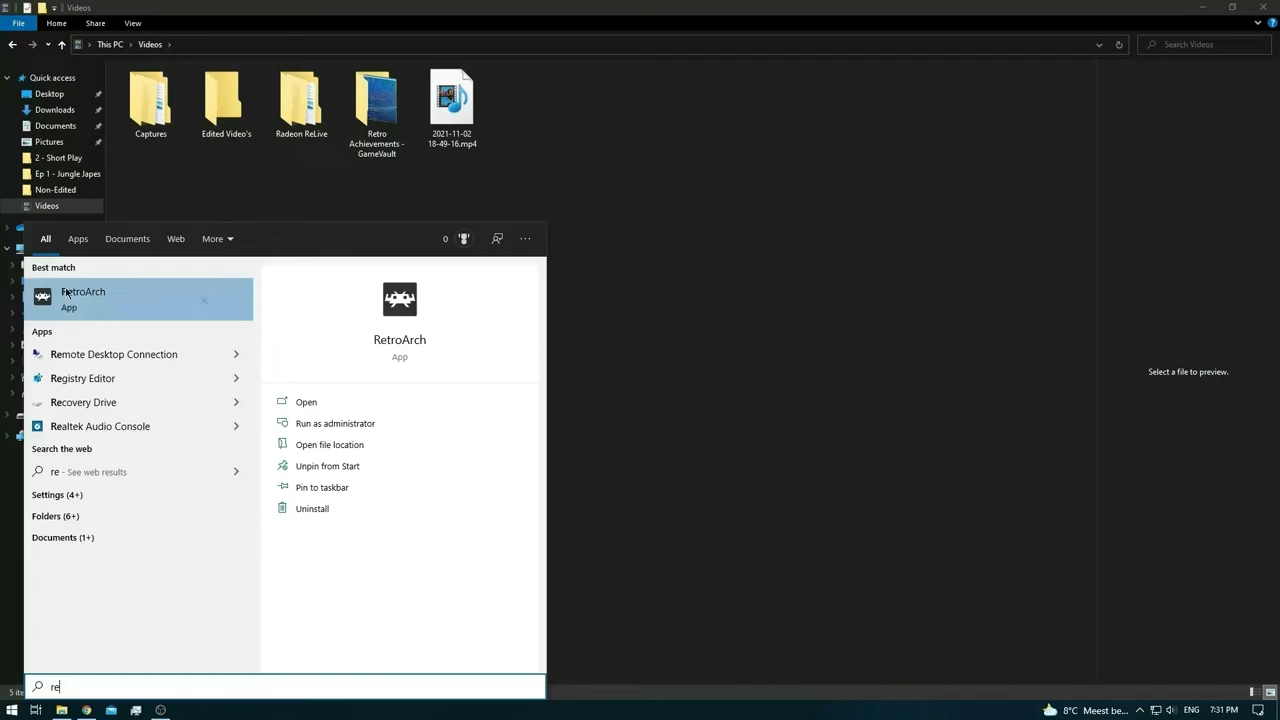 Videos
File Home Share View
This PC Videos
Search Videos
Quick access
Desktop
Downloads
Documents
Pictures
2 - Short Play
Ep 1 - Jungle Japes
Non-Edited
Videos
Captures
Edited Video's
Radeon ReLive
Retro
Achievements -
GameVault
2021-11-02
18-49-16.mp4
Select a file to preview.
All Apps Documents Web More 0
Best match
RetroArch
App
Apps
Remote Desktop Connection
Registry Editor
Recovery Drive
Realtek Audio Console
Search the web
re - See web results
Settings (4+)
Folders (6+)
Documents (1+)
RetroArch
App
Open
Run as administrator
Open file location
Unpin from Start
Pin to taskbar
Uninstall
re
8°C Meest be... ENG 7:31 PM